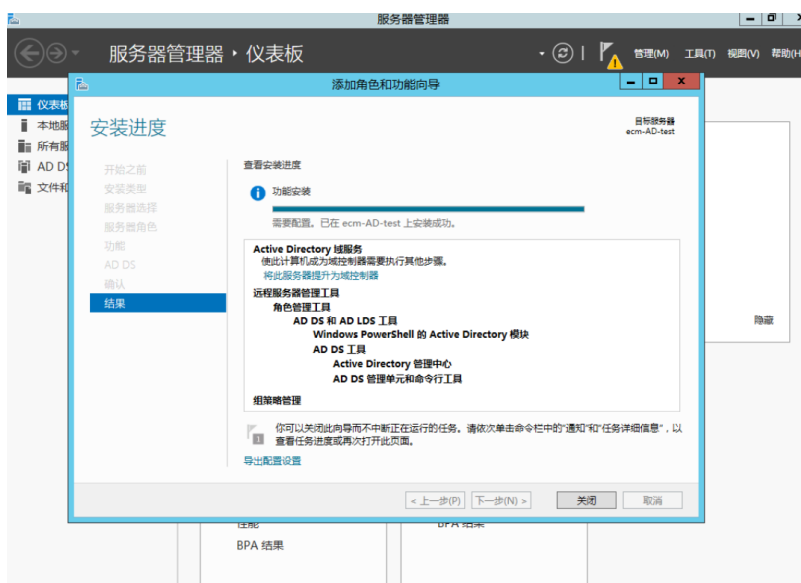 服务器管理器
服务器管理器 · 仪表板
管理(M) 工具(T) 视图(V) 帮助(H
添加角色和功能向导
仪表板
本地服
所有服
AD DS
文件和
安装进度
目标服务器
ecm-AD-test
开始之前
安装类型
服务器选择
服务器角色
功能
AD DS
确认
结果
查看安装进度
功能安装
需要配置。已在 ecm-AD-test 上安装成功。
Active Directory 域服务
使此计算机成为域控制器需要执行其他步骤。
将此服务器提升为域控制器
远程服务器管理工具
角色管理工具
AD DS 和 AD LDS 工具
Windows PowerShell 的 Active Directory 模块
AD DS 工具
Active Directory 管理中心
AD DS 管理单元和命令行工具
组策略管理
你可以关闭此向导而不中断正在运行的任务。请依次单击命令栏中的"通知"和"任务详细信息"，以
查看任务进度或再次打开此页面。
导出配置设置
< 上一步(P) 下一步(N) > 关闭 取消
隐藏
性能
BPA 结果
BPA 结果